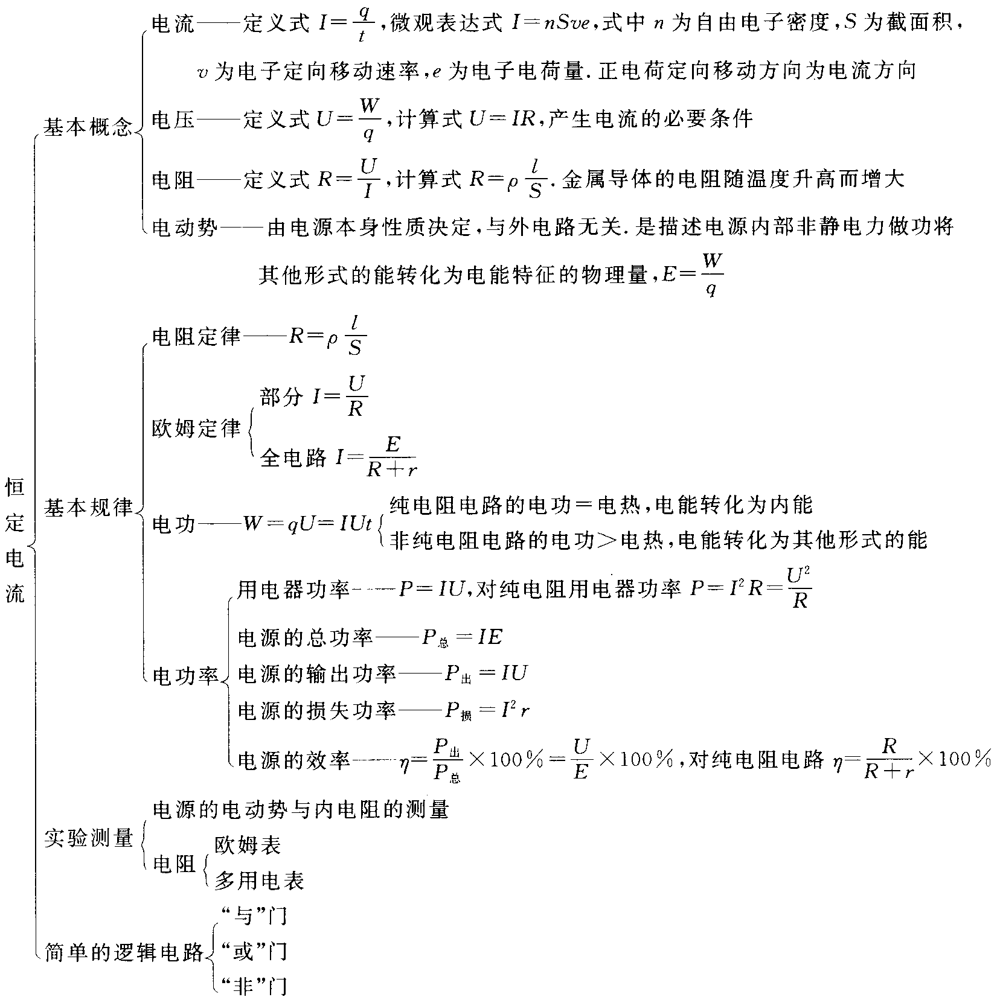 电流——定义式 I=q/t,微观表达式 I=nSve,式中 n 为自由电子密度,S 为截面积,
v 为电子定向移动速率,e 为电子电荷量.正电荷定向移动方向为电流方向
基本概念
电压——定义式 U=W/q,计算式 U=IR,产生电流的必要条件
电阻——定义式 R=U/I,计算式 R=ρ l/S.金属导体的电阻随温度升高而增大
电动势——由电源本身性质决定,与外电路无关.是描述电源内部非静电力做功将
其他形式的能转化为电能特征的物理量,E=W/q
电阻定律——R=ρ l/S
部分 I=U/R
欧姆定律
全电路 I=E/(R+r)
恒定电流
基本规律
纯电阻电路的电功=电热,电能转化为内能
电功——W=qU=IUt
非纯电阻电路的电功>电热,电能转化为其他形式的能
用电器功率——P=IU,对纯电阻用电器功率 P=I²R=U²/R
电源的总功率——P总=IE
电功率
电源的输出功率——P出=IU
电源的损失功率——P损=I²r
电源的效率——η=P出/P总×100%=U/E×100%,对纯电阻电路 η=R/(R+r)×100%
电源的电动势与内电阻的测量
实验测量
欧姆表
电阻
多用电表
“与”门
简单的逻辑电路
“或”门
“非”门